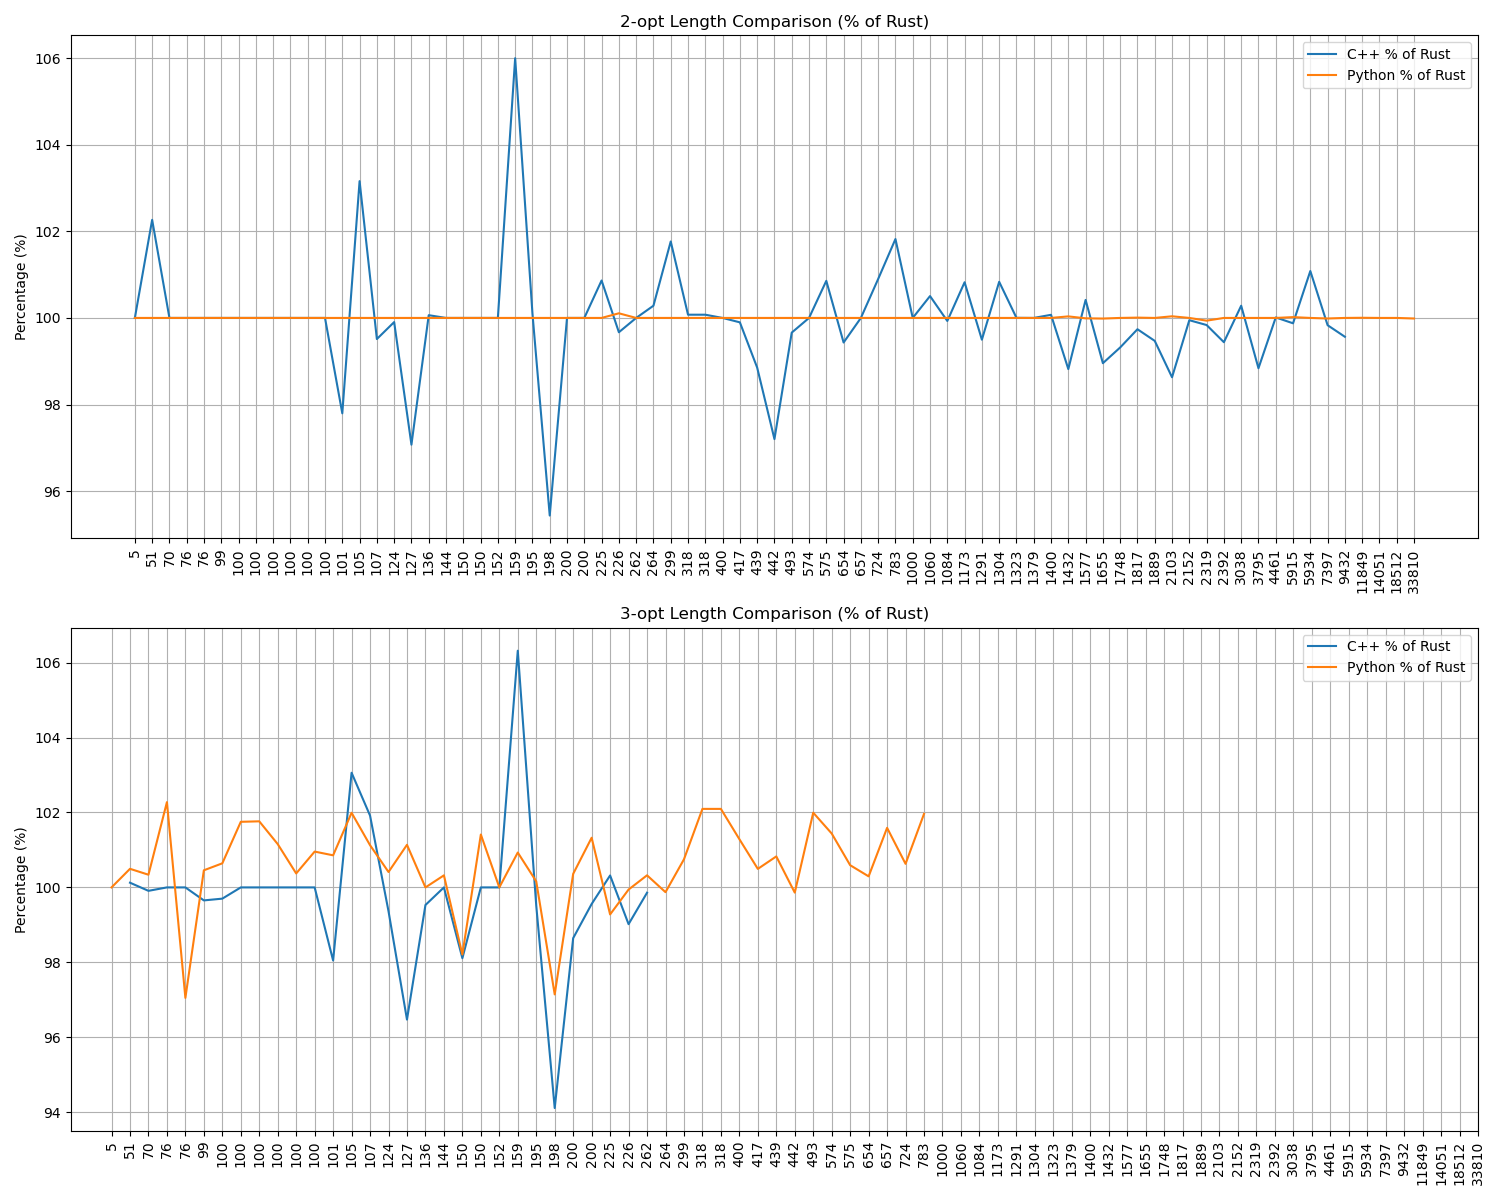 2-opt Length Comparison (% of Rust)
C++ % of Rust
Python % of Rust
106
104
102
100
98
96
Percentage (%)
5 51 70 76 76 99 100 100 100 100 100 100 101 105 107 124 127 136 144 150 150 152 159 195 198 200 200 225 226 262 264 299 318 318 400 417 439 442 493 574 575 654 657 724 783 1000 1060 1084 1173 1291 1304 1323 1379 1400 1432 1577 1655 1748 1817 1889 2103 2152 2319 2392 3038 3795 4461 5915 5934 7397 9432 11849 14051 18512 33810
3-opt Length Comparison (% of Rust)
C++ % of Rust
Python % of Rust
106
104
102
100
98
96
94
Percentage (%)
5 51 70 76 76 99 100 100 100 100 100 100 101 105 107 124 127 136 144 150 150 152 159 195 198 200 200 225 226 262 264 299 318 318 400 417 439 442 493 574 575 654 657 724 783 1000 1060 1084 1173 1291 1304 1323 1379 1400 1432 1577 1655 1748 1817 1889 2103 2152 2319 2392 3038 3795 4461 5915 5934 7397 9432 11849 14051 18512 33810